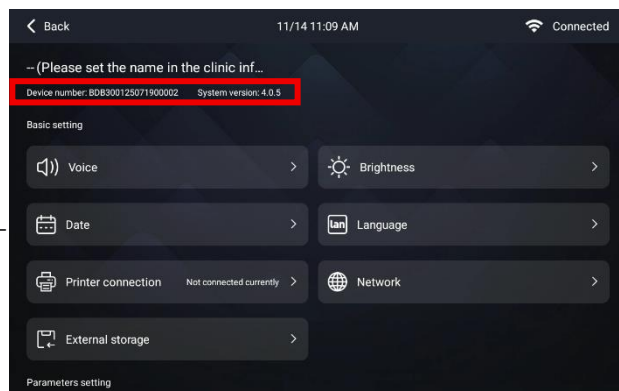 Back
11/14 11:09 AM
Connected
-- (Please set the name in the clinic inf...
Device number: BDB300125071900002 System version: 4.0.5
Basic setting
Voice
Brightness
Date
lan Language
Printer connection Not connected currently
Network
External storage
Parameters setting